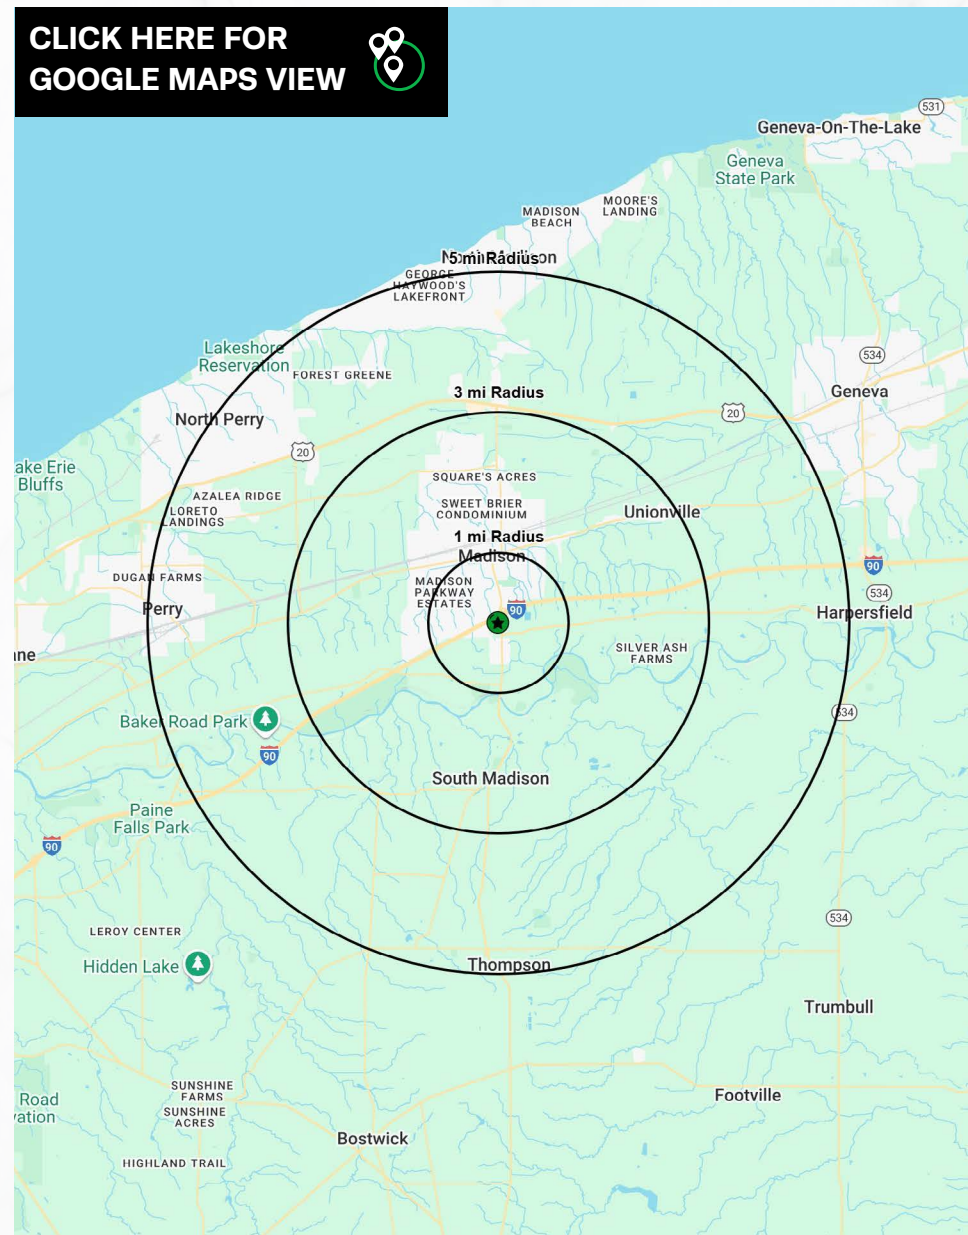 CLICK HERE FOR
GOOGLE MAPS VIEW
531
Geneva-On-The-Lake
Geneva
State Park
MOORE'S
LANDING
MADISON
BEACH
North Madison
5 mi Radius
GEORGE
HAYWOOD'S
LAKEFRONT
Lakeshore
Reservation
FOREST GREENE
534
Geneva
3 mi Radius
20
North Perry
20
ake Erie
Bluffs
SQUARE'S ACRES
AZALEA RIDGE
SWEET BRIER
CONDOMINIUM
LORETO
LANDINGS
Unionville
1 mi Radius
Madison
90
DUGAN FARMS
MADISON
PARKWAY
ESTATES
534
Perry
90
Harpersfield
nne
SILVER ASH
FARMS
534
Baker Road Park
90
South Madison
Paine
Falls Park
90
534
LEROY CENTER
Hidden Lake
Thompson
Trumbull
SUNSHINE
FARMS
Road
vation
SUNSHINE
ACRES
Footville
Bostwick
HIGHLAND TRAIL